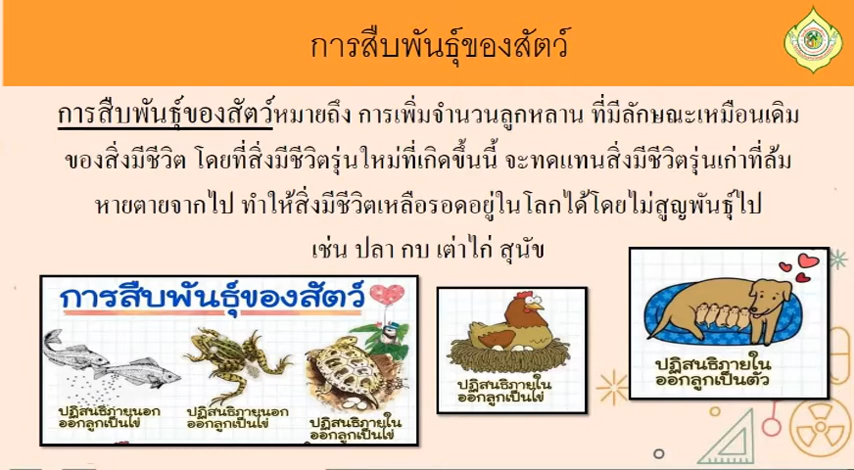 การสืบพันธุ์ของสัตว์
การสืบพันธุ์ของสัตว์หมายถึง การเพิ่มจำนวนลูกหลาน ที่มีลักษณะเหมือนเดิม
ของสิ่งมีชีวิต โดยที่สิ่งมีชีวิตรุ่นใหม่ที่เกิดขึ้นนี้ จะทดแทนสิ่งมีชีวิตรุ่นเก่าที่ล้ม
หายตายจากไป ทำให้สิ่งมีชีวิตเหลือรอดอยู่ในโลกได้โดยไม่สูญพันธุ์ไป
เช่น ปลา กบ เต่าไก่ สุนัข
การสืบพันธุ์ของสัตว์
ปฏิสนธิภายนอก
ออกลูกเป็นไข่
ปฏิสนธิภายนอก
ออกลูกเป็นไข่
ปฏิสนธิภายใน
ออกลูกเป็นไข่
ปฏิสนธิภายใน
ออกลูกเป็นไข่
ปฏิสนธิภายใน
ออกลูกเป็นตัว